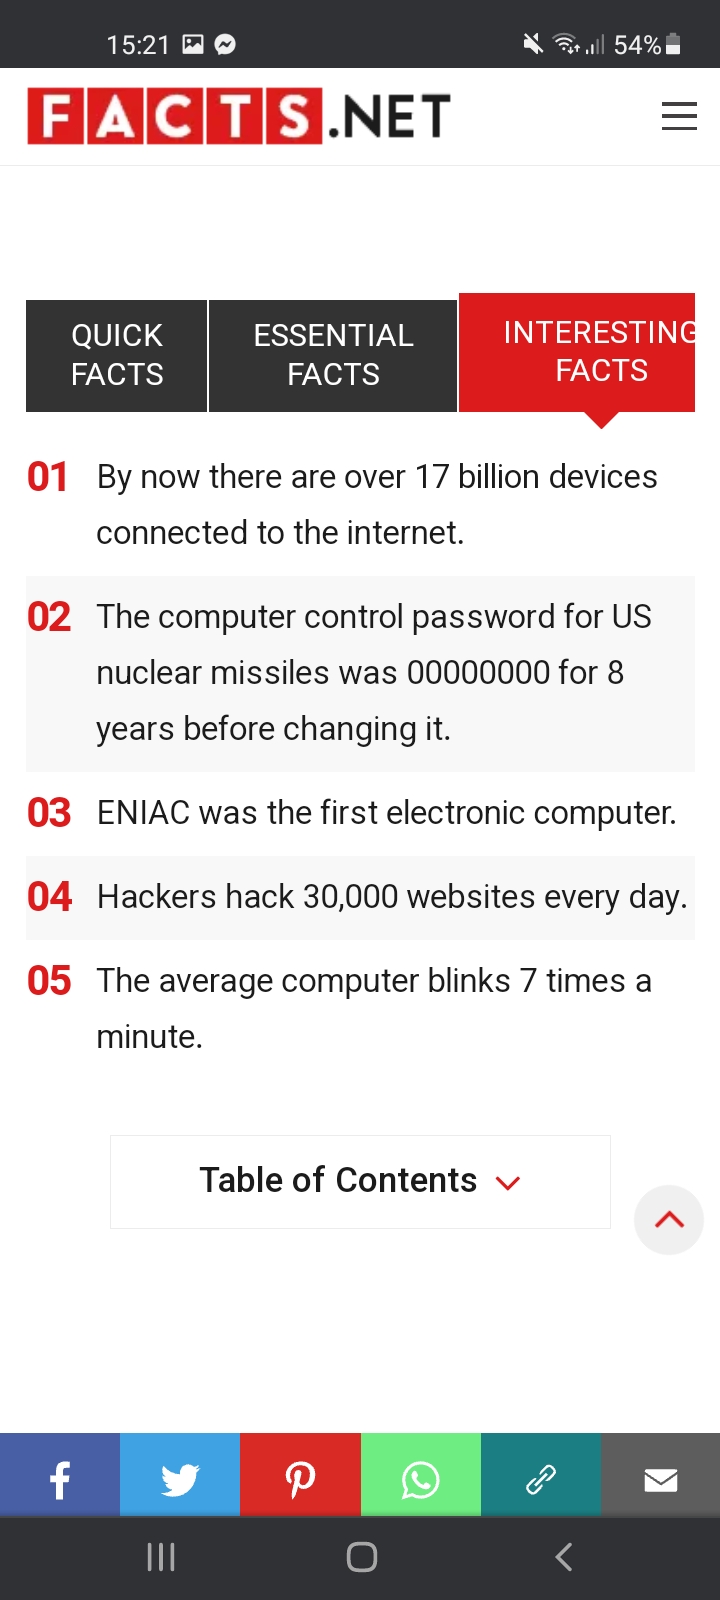 15:21 54%
FACTS.NET
QUICK
FACTS
ESSENTIAL
FACTS
INTERESTING
FACTS
01 By now there are over 17 billion devices
connected to the internet.
02 The computer control password for US
nuclear missiles was 00000000 for 8
years before changing it.
03 ENIAC was the first electronic computer.
04 Hackers hack 30,000 websites every day.
05 The average computer blinks 7 times a
minute.
Table of Contents